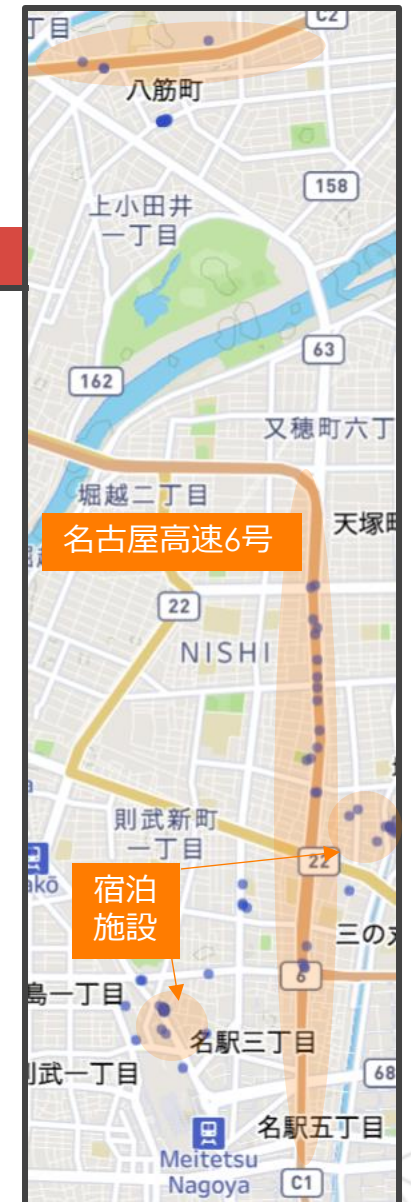 丁目
C2
八筋町
158
上小田井
一丁目
63
162
又穂町六丁
堀越二丁目
天塚
名古屋高速6号
22
NISHI
則武新町
一丁目
22
akō
宿泊
施設
三の
6
島一丁目
名駅三丁目
則武一丁目
68
名駅五丁目
Meitetsu
Nagoya
C1